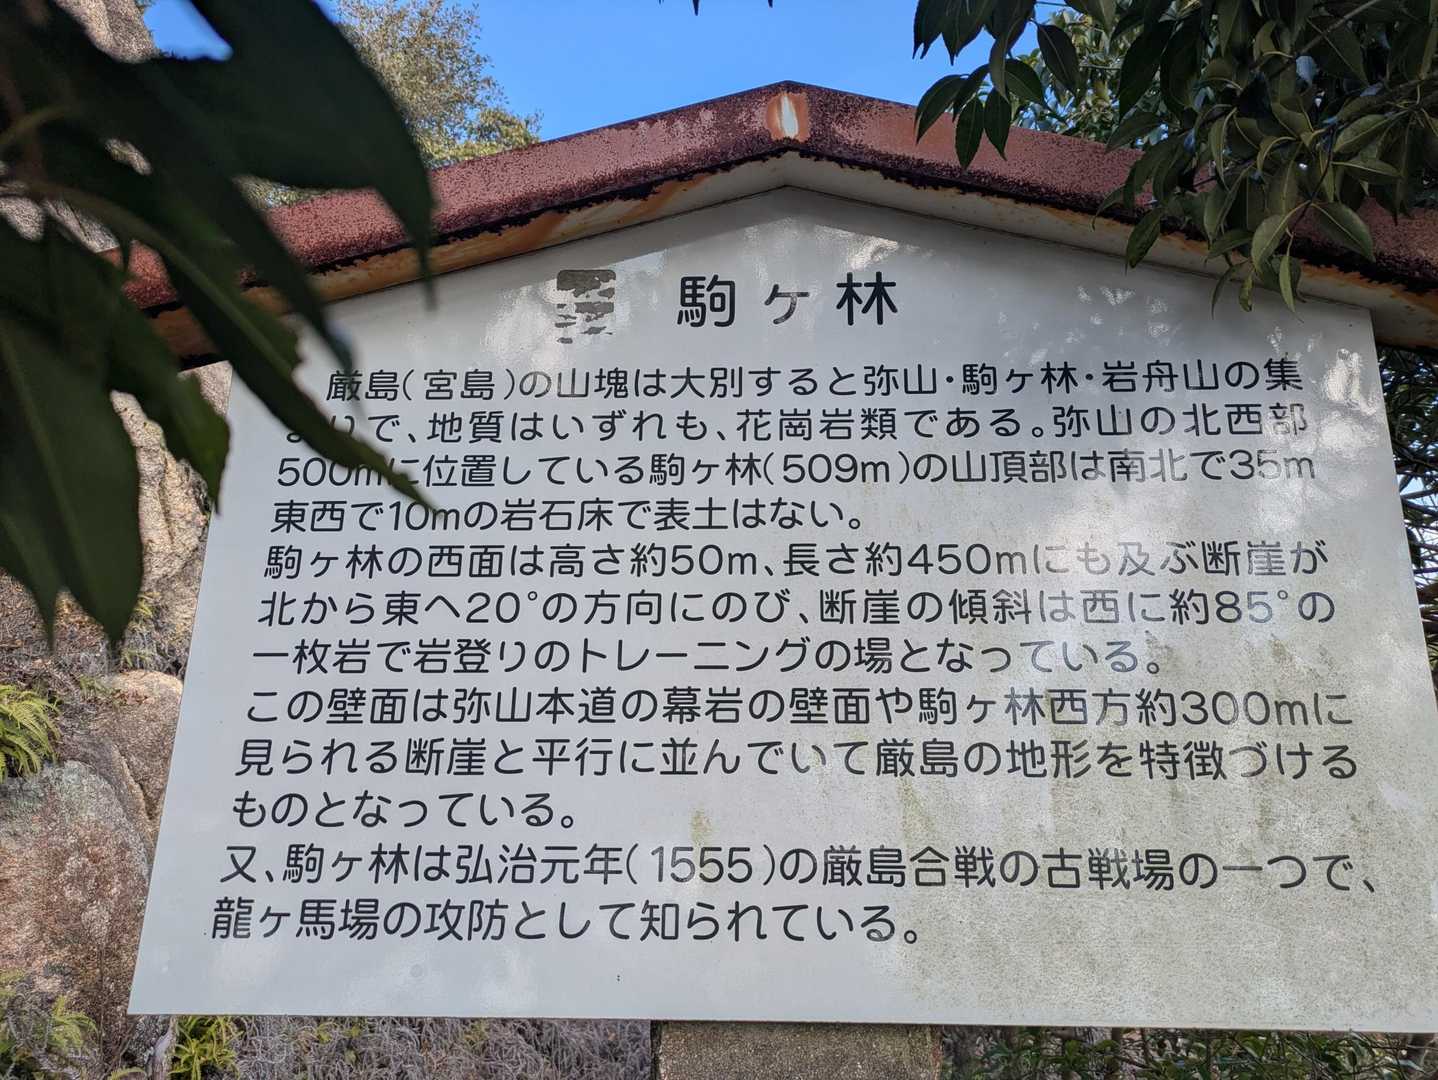 駒ヶ林
厳島(宮島)の山塊は大別すると弥山・駒ヶ林・岩舟山の集
まりで、地質はいずれも、花崗岩類である。弥山の北西部
500mに位置している駒ヶ林(509m)の山頂部は南北で35m
東西で10mの岩石床で表土はない。
駒ヶ林の西面は高さ約50m、長さ約450mにも及ぶ断崖が
北から東へ20°の方向にのび、断崖の傾斜は西に約85°の
一枚岩で岩登りのトレーニングの場となっている。
この壁面は弥山本道の幕岩の壁面や駒ヶ林西方約300mに
見られる断崖と平行に並んでいて厳島の地形を特徴づける
ものとなっている。
又、駒ヶ林は弘治元年(1555)の厳島合戦の古戦場の一つで、
龍ヶ馬場の攻防として知られている。